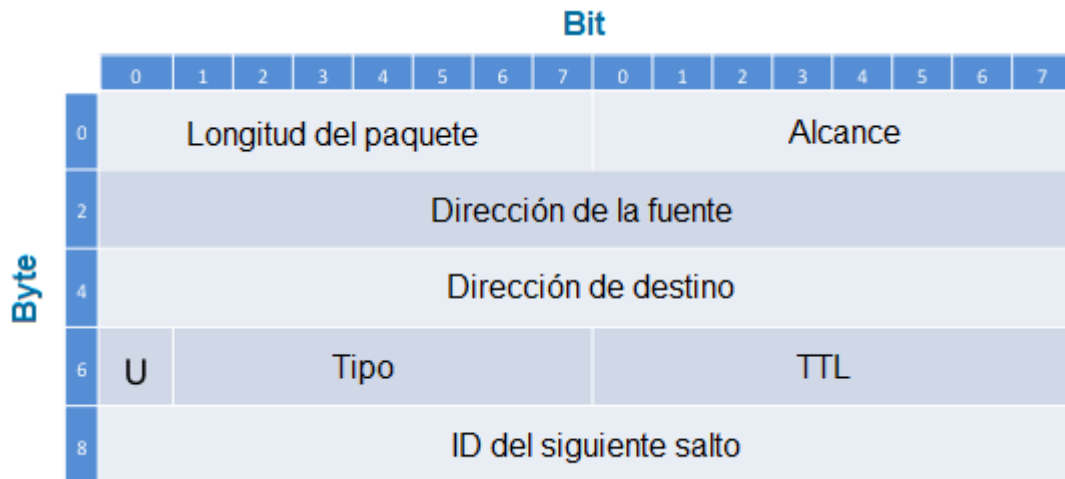 Bit
0 1 2 3 4 5 6 7 0 1 2 3 4 5 6 7
0 Longitud del paquete Alcance
2 Dirección de la fuente
Byte
4 Dirección de destino
6 U Tipo TTL
8 ID del siguiente salto